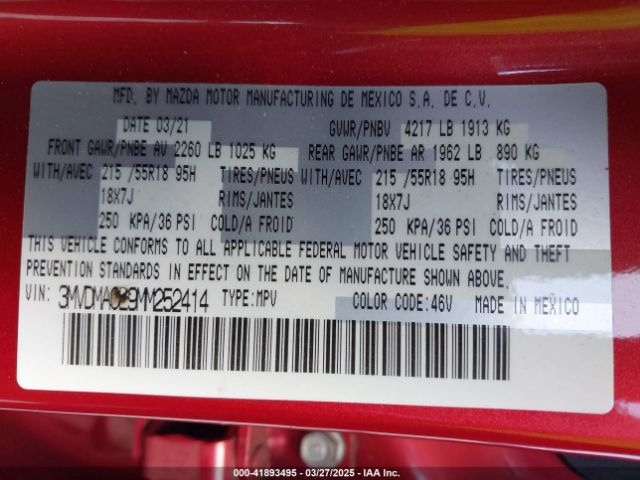 MFD. BY MAZDA MOTOR MANUFACTURING DE MEXICO S.A. DE C.V.
DATE 03/21 GVWR/PNBV 4217 LB 1913 KG
FRONT GAWR/PNBE AV 2260 LB 1025 KG REAR GAWR/PNBE AR 1962 LB 890 KG
WITH/AVEC 215 /55R18 95H TIRES/PNEUS WITH/AVEC 215 /55R18 95H TIRES/PNEUS
18X7J RIMS/JANTES 18X7J RIMS/JANTES
250 KPA/36 PSI COLD/A FROID 250 KPA/36 PSI COLD/A FROID
THIS VEHICLE CONFORMS TO ALL APPLICABLE FEDERAL MOTOR VEHICLE SAFETY AND THEFT
PREVENTION STANDARDS IN EFFECT ON THE DATE OF MANUFACTURE SHOWN ABOVE.
VIN: TYPE:MPV COLOR CODE:46V MADE IN MEXICO
000-41893495 - 03/27/2025 - IAA Inc.